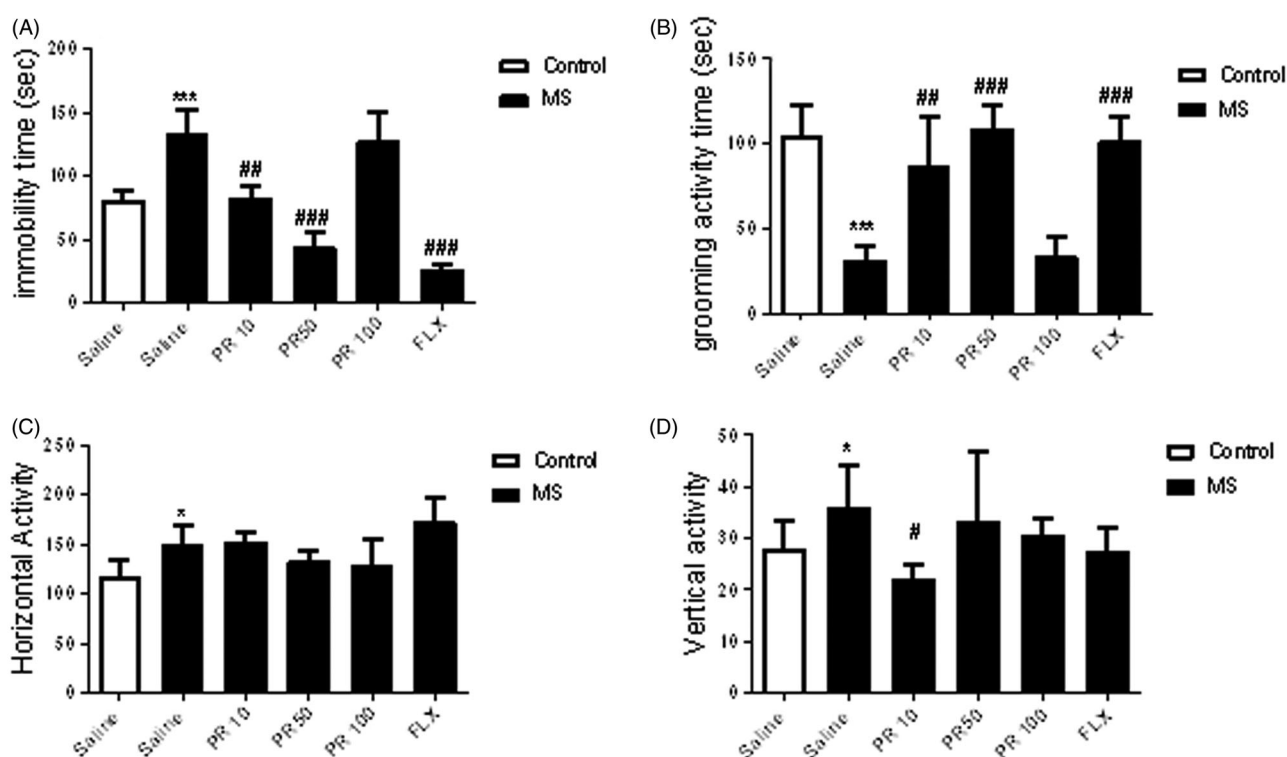 (A)
immobility time (sec)
200
150
100
50
0
***
##
###
###
Saline
Saline
PR 10
PR50
PR 100
FLX
Control
MS
(B)
grooming activity time (sec)
150
100
50
0
***
##
###
###
Saline
Saline
PR 10
PR 50
PR 100
FLX
Control
MS
(C)
Horizontal Activity
250
200
150
100
50
0
*
Saline
Saline
PR 10
PR50
PR 100
FLX
Control
MS
(D)
Vertical activity
50
40
30
20
10
0
*
#
Saline
Saline
PR 10
PR50
PR 100
FLX
Control
MS